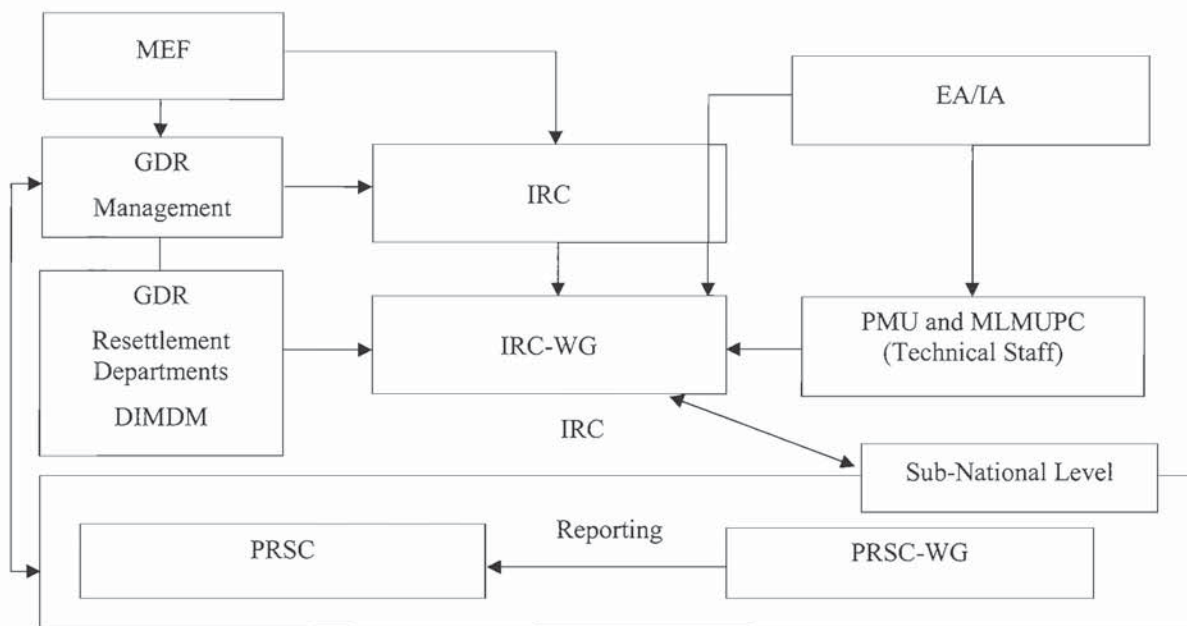 MEF
EA/IA
GDR
Management
IRC
GDR
Resettlement
Departments
DIMDM
IRC-WG
PMU and MLMUPC
(Technical Staff)
IRC
Sub-National Level
Reporting
PRSC
PRSC-WG